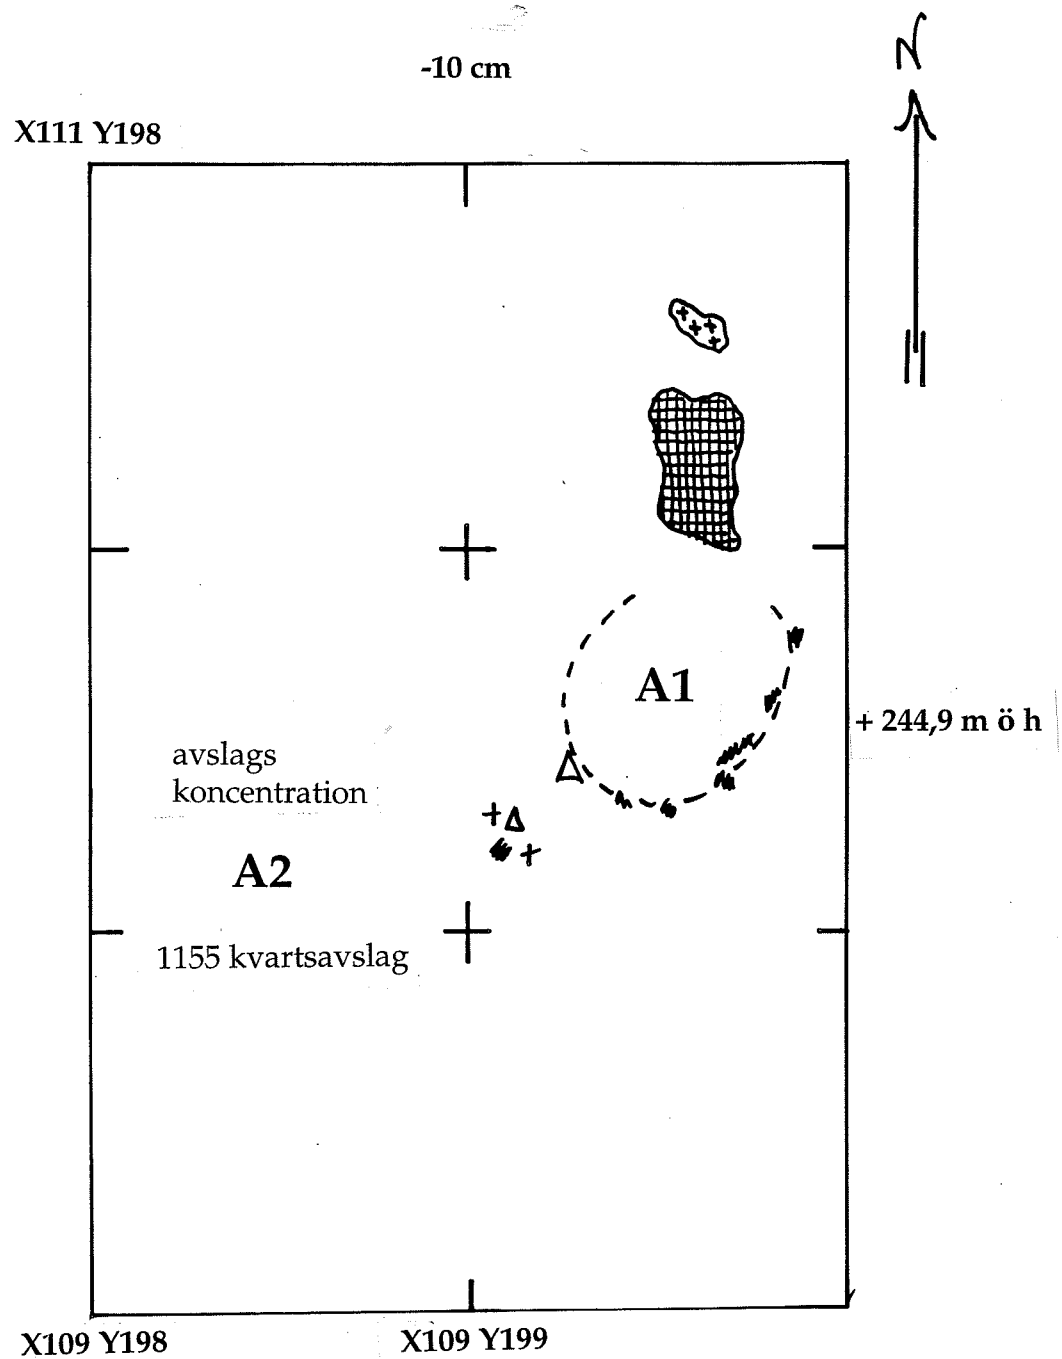 -10 cm
N
X111 Y198
A1
+ 244,9 m ö h
avslags
koncentration
A2
1155 kvartsavslag
X109 Y198
X109 Y199